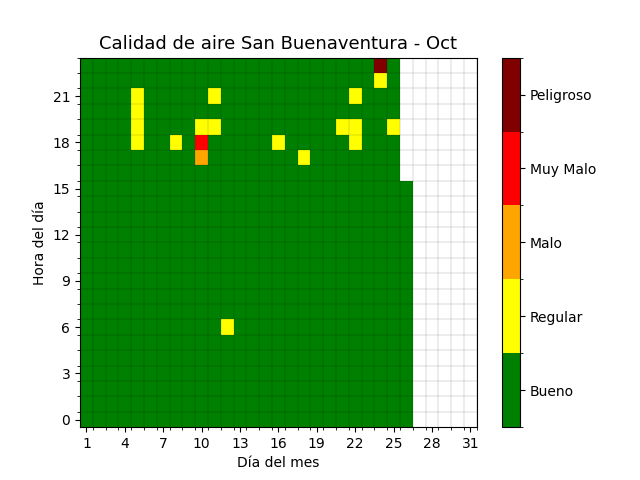 Calidad de aire San Buenaventura - Oct
Hora del día
21
18
15
12
9
6
3
0
1 4 7 10 13 16 19 22 25 28 31
Día del mes
Peligroso
Muy Malo
Malo
Regular
Bueno